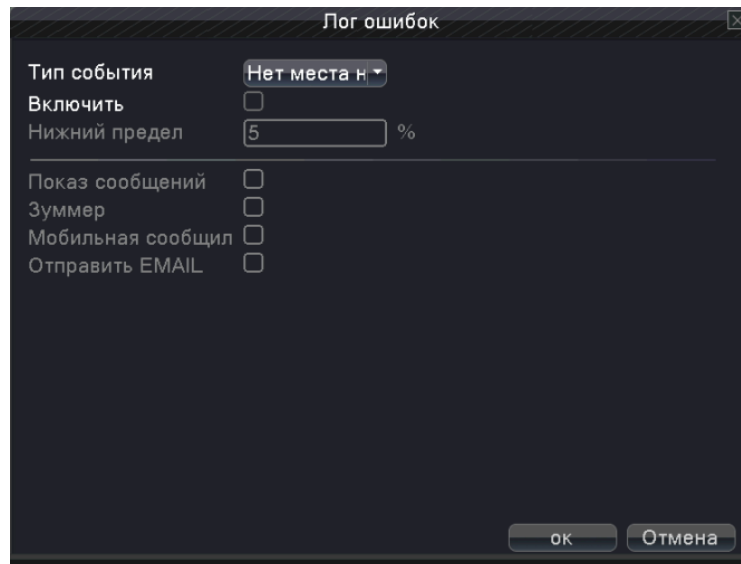 Лог ошибок
Тип события Нет места н
Включить
Нижний предел 5 %
Показ сообщений
Зуммер
Мобильная сообщил
Отправить EMAIL
ок Отмена